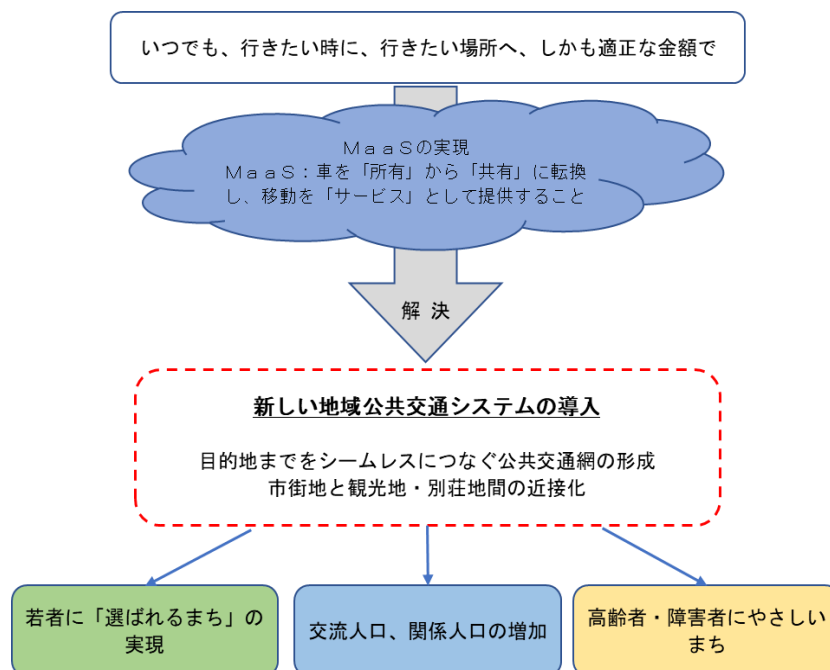 いつでも、行きたい時に、行きたい場所へ、しかも適正な金額で
ＭａａＳの実現
ＭａａＳ：車を「所有」から「共有」に転換
し、移動を「サービス」として提供すること
解 決
新しい地域公共交通システムの導入
目的地までをシームレスにつなぐ公共交通網の形成
市街地と観光地・別荘地間の近接化
若者に「選ばれるまち」の
実現
交流人口、関係人口の増加
高齢者・障害者にやさしい
まち